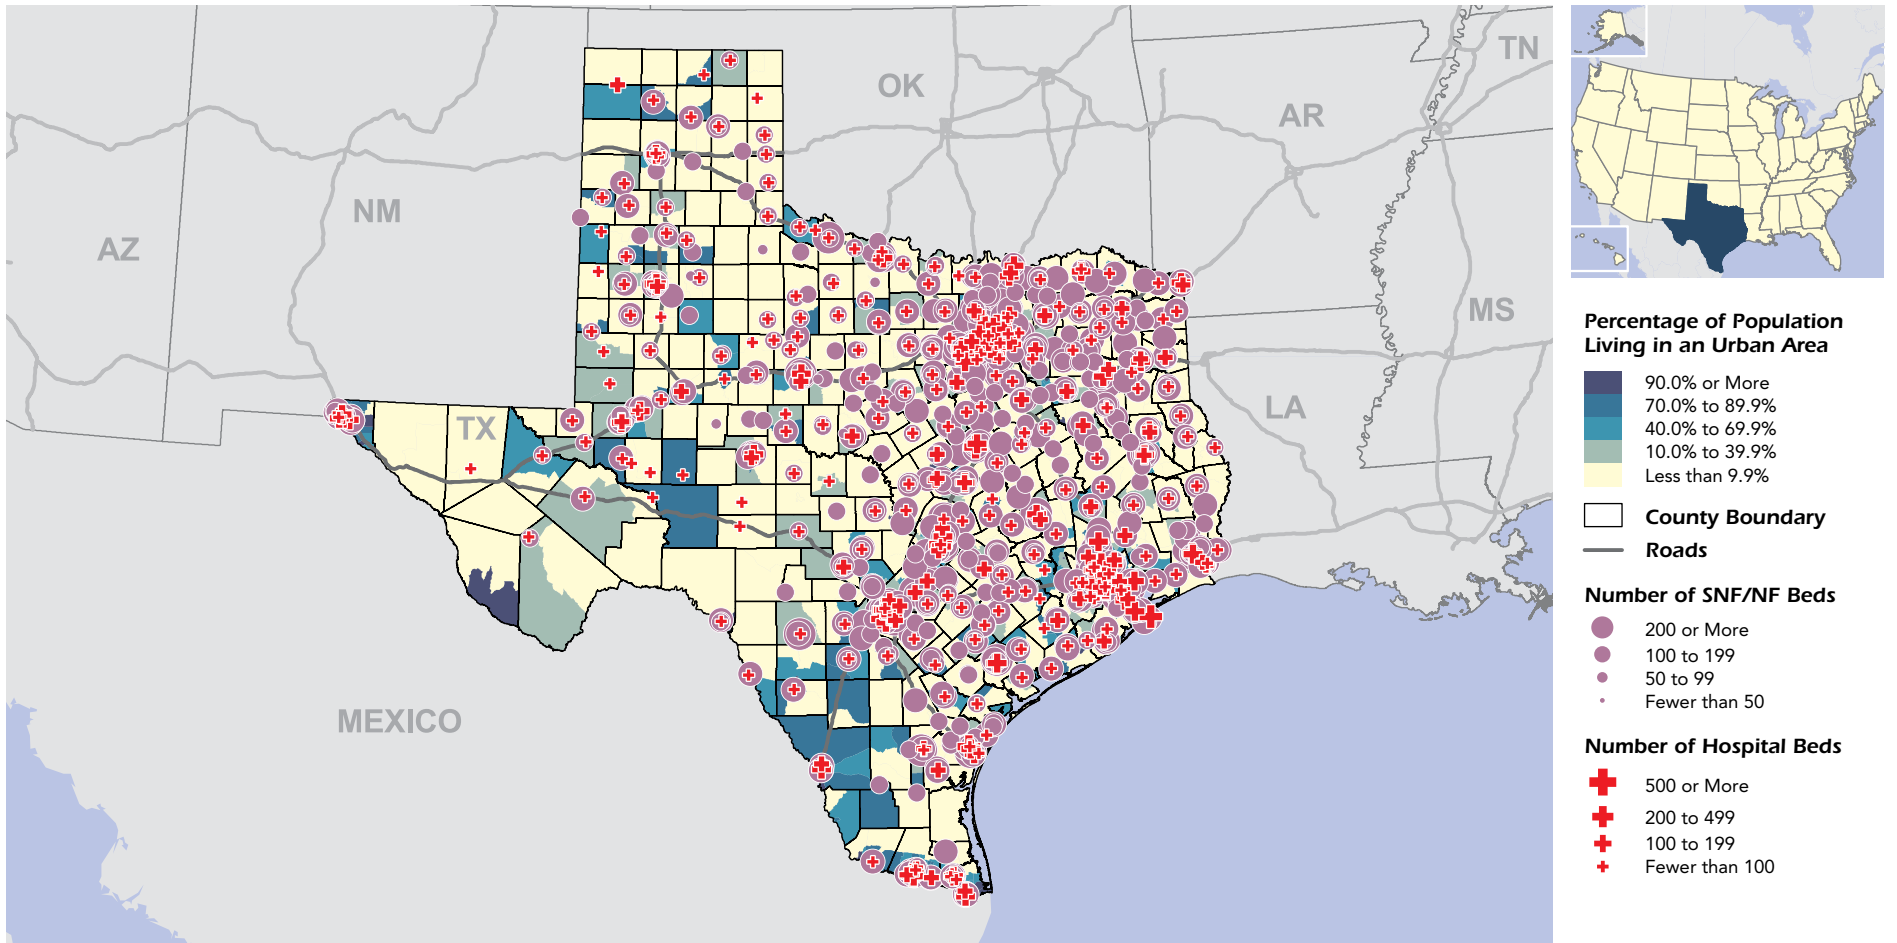 TN
OK
AR
NM
AZ
MS
LA
TX
MEXICO
Percentage of Population
Living in an Urban Area
90.0% or More
70.0% to 89.9%
40.0% to 69.9%
10.0% to 39.9%
Less than 9.9%
County Boundary
Roads
Number of SNF/NF Beds
200 or More
100 to 199
50 to 99
Fewer than 50
Number of Hospital Beds
500 or More
200 to 499
100 to 199
Fewer than 100